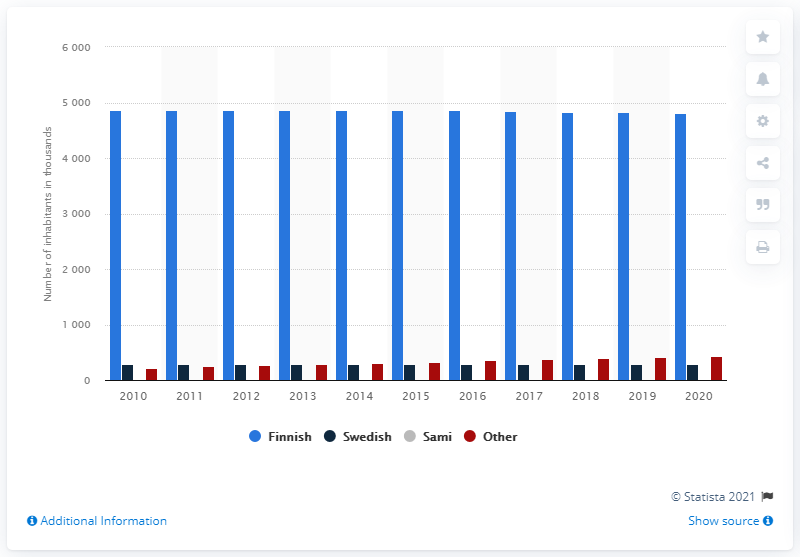 6 000
5 000
4 000
3 000
2 000
1 000
0
Number of inhabitants in thousands
2010 2011 2012 2013 2014 2015 2016 2017 2018 2019 2020
Finnish Swedish Sami Other
© Statista 2021
Additional Information Show source